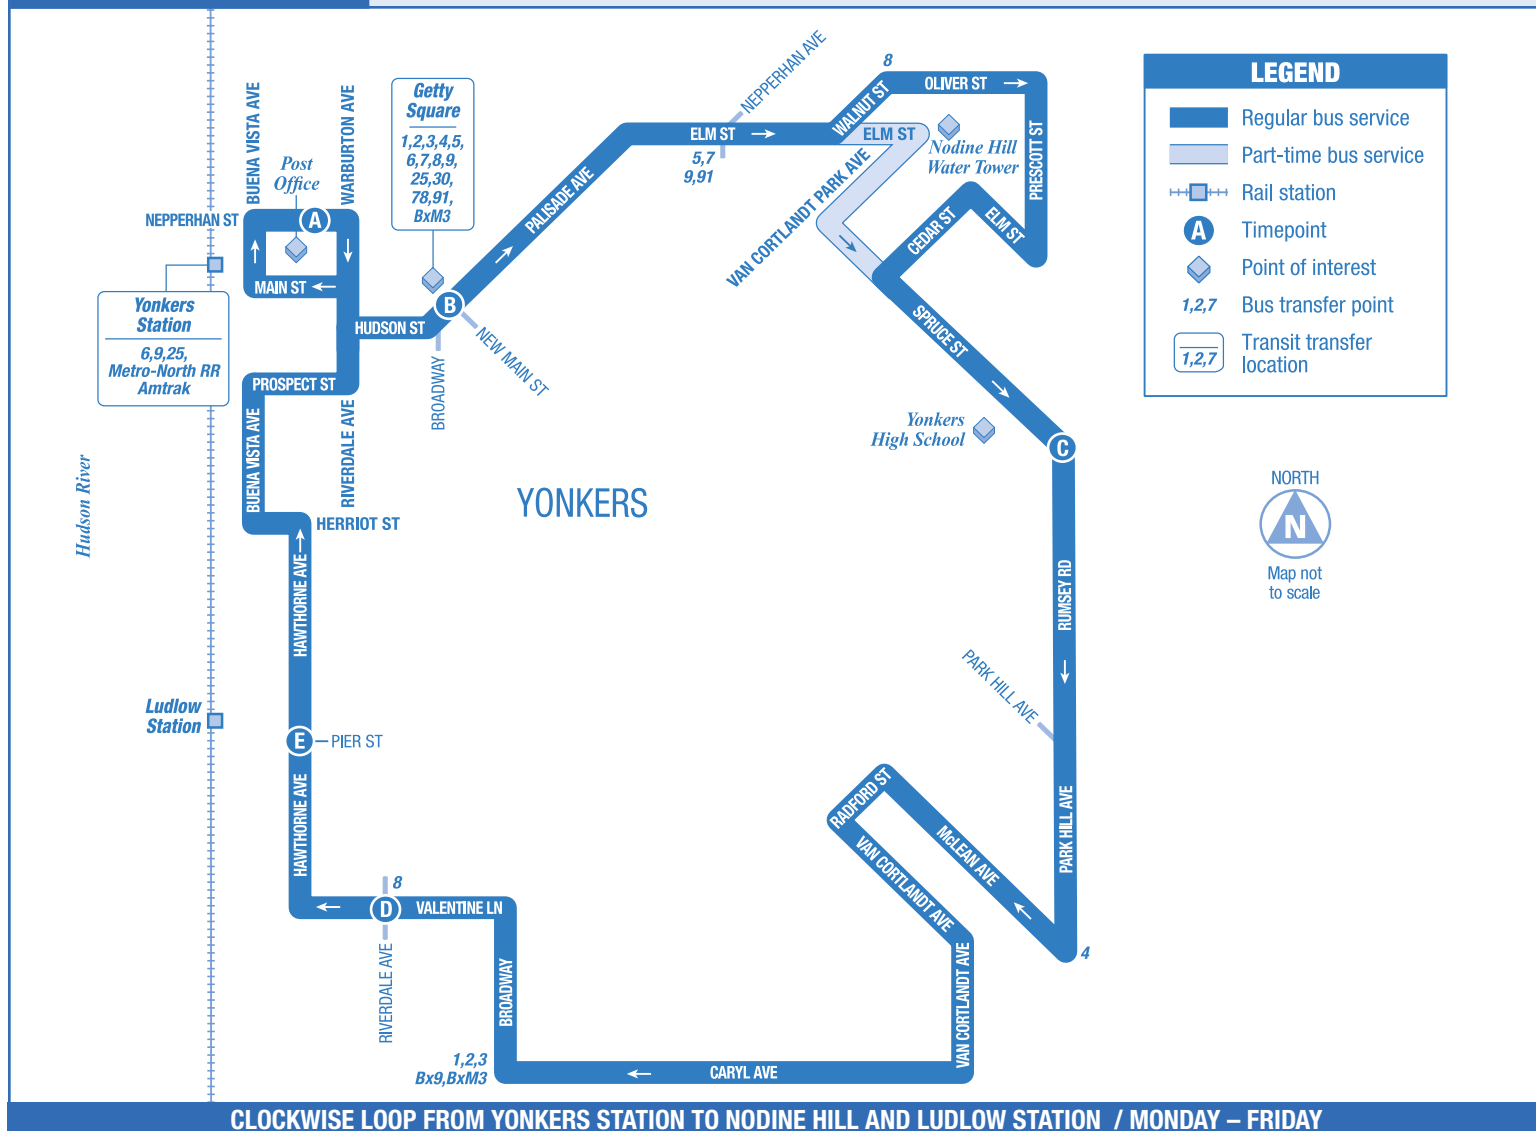 BUENA VISTA AVE
WARBURTON AVE
Post
Office
NEPPERHAN ST
A
MAIN ST
Getty
Square
1,2,3,4,5,
6,7,8,9,
25,30,
78,91,
BxM3
Yonkers
Station
6,9,25,
Metro-North RR
Amtrak
HUDSON ST
B
NEW MAIN ST
BROADWAY
PROSPECT ST
BUENA VISTA AVE
RIVERDALE AVE
HERRIOT ST
HAWTHORNE AVE
Hudson River
Ludlow
Station
E
PIER ST
HAWTHORNE AVE
PALISADE AVE
ELM ST
NEPPERHAN AVE
5,7
9,91
8
WALNUT ST
OLIVER ST
ELM ST
Nodine Hill
Water Tower
PRESCOTT ST
VAN CORTLANDT PARK AVE
CEDAR ST
ELM ST
SPRUCE ST
Yonkers
High School
C
YONKERS
RUMSEY RD
PARK HILL AVE
PARK HILL AVE
4
McLEAN AVE
RADFORD ST
VAN CORTLANDT AVE
VAN CORTLANDT AVE
CARYL AVE
1,2,3
Bx9,BxM3
BROADWAY
VALENTINE LN
8
D
RIVERDALE AVE
LEGEND
Regular bus service
Part-time bus service
Rail station
A Timepoint
Point of interest
1,2,7 Bus transfer point
Transit transfer
1,2,7 location
NORTH
N
Map not
to scale
CLOCKWISE LOOP FROM YONKERS STATION TO NODINE HILL AND LUDLOW STATION / MONDAY – FRIDAY